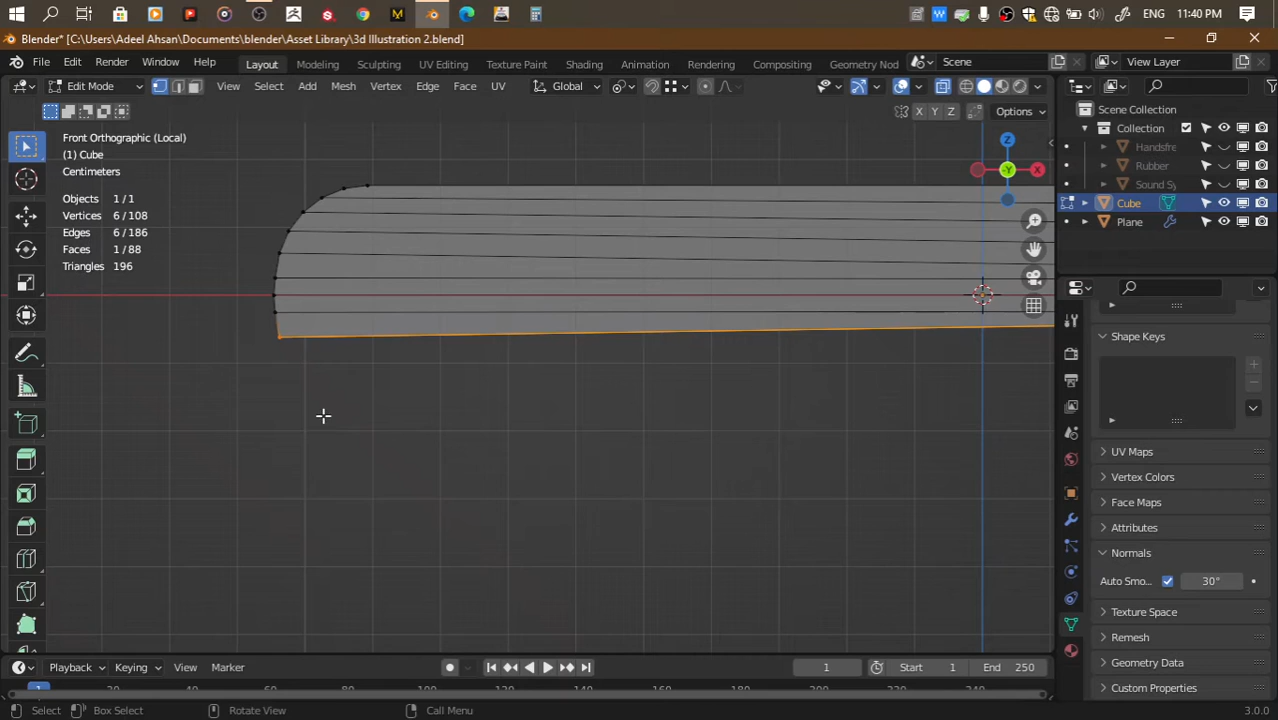 ENG 11:40 PM
Blender* [C:\Users\Adeel Ahsan\Documents\blender\Asset Library\3d Illustration 2.blend]
File Edit Render Window Help Layout Modeling Sculpting UV Editing Texture Paint Shading Animation Rendering Compositing Geometry Nod Scene View Layer
Edit Mode View Select Add Mesh Vertex Edge Face UV Global
X Y Z Options
Front Orthographic (Local)
(1) Cube
Centimeters
Objects 1/1
Vertices 6/108
Edges 6/186
Faces 1/88
Triangles 196
Z
X
-Y
Scene Collection
Collection
Handsfre
Rubber
Sound Sy
Cube
Plane
Shape Keys
UV Maps
Vertex Colors
Face Maps
Attributes
Normals
Auto Smo... 30°
Texture Space
Remesh
Geometry Data
Custom Properties
Playback Keying View Marker 1 Start 1 End 250
1
Select Box Select Rotate View Call Menu 3.0.0